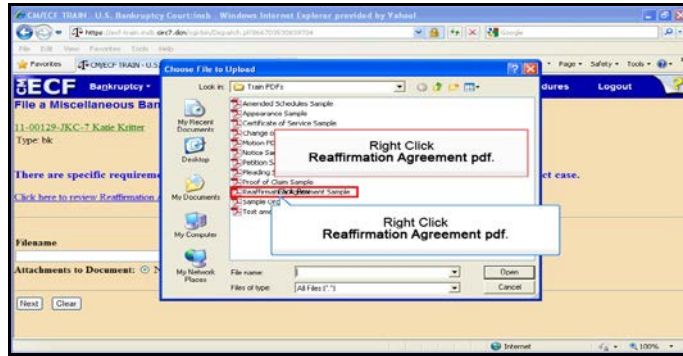 CM/ECF TRAIN - U.S. Bankruptcy Court:insb - Windows Internet Explorer provided by Yahoo!
Google
File Edit View Favorites Tools Help
Favorites CM/ECF TRAIN - U.S. Page Safety Tools
ECF Bankruptcy Logout
File a Miscellaneous Ban
11-00129-JKC-7 Katie Kritter
Type: bk
There are specific requireme ct case.
Click here to review Reaffirmation A
Filename
Attachments to Document: N
Next Clear
Choose File to Upload
Look in: Train PDFs
My Recent Documents
Desktop
My Documents
My Computer
My Network Places
Amended Schedules Sample
Appearance Sample
Certificate of Service Sample
Change o
Motion PD
Notice Sa
Petition S
Pleading S
Proof of Claim Sample
Sample Ord
Right Click
Reaffirmation Agreement pdf.
Right Click
Reaffirmation Agreement pdf.
File name: Open
Files of type: All Files (*.*) Cancel
Internet 100%